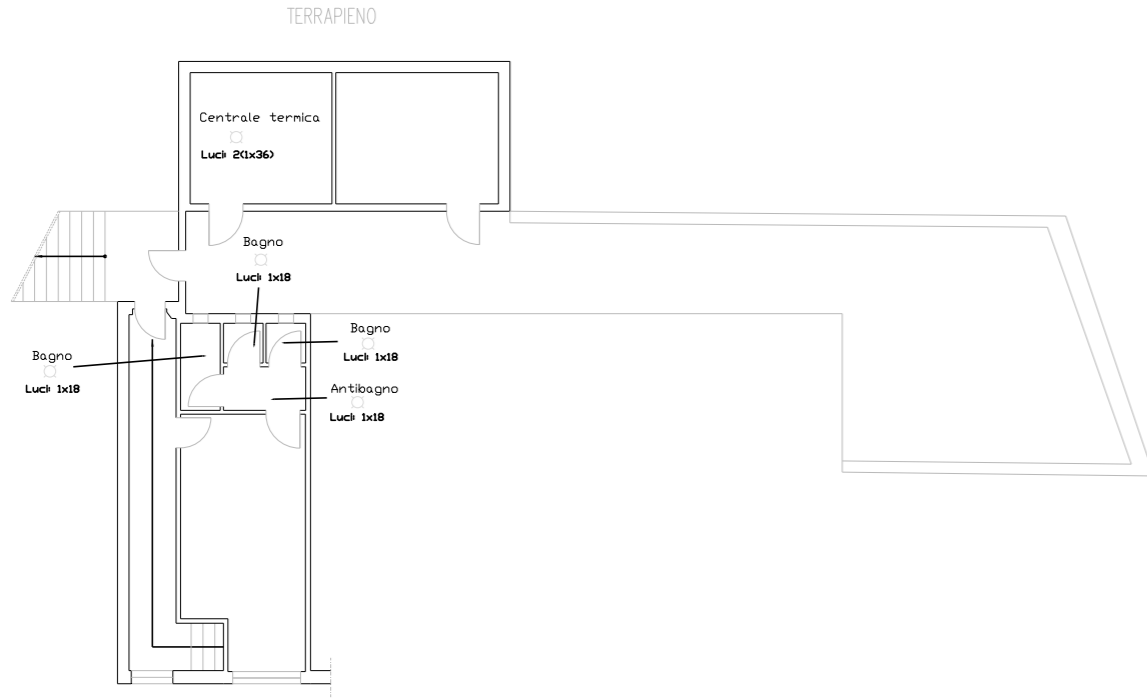 TERRAPIENO
Centrale termica
Luci: 2(1x36)
Bagno
Luci: 1x18
Bagno
Luci: 1x18
Bagno
Luci: 1x18
Antibagno
Luci: 1x18